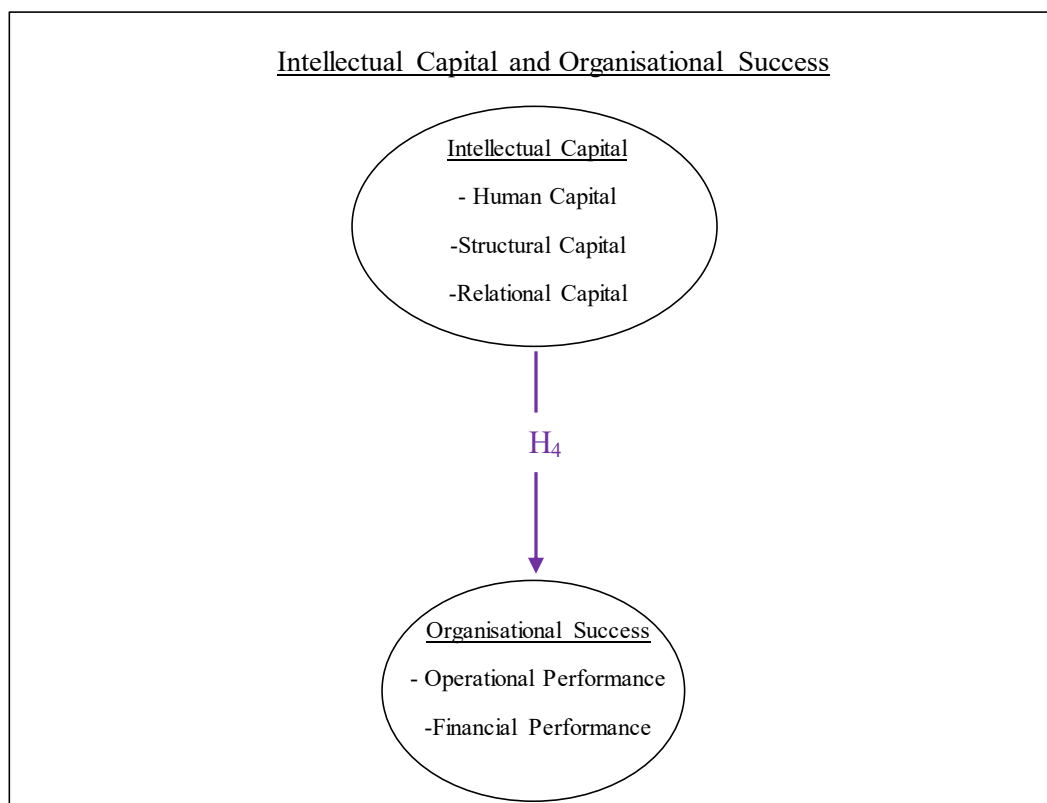 Intellectual Capital and Organisational Success
Intellectual Capital
- Human Capital
-Structural Capital
-Relational Capital
H₄
Organisational Success
- Operational Performance
-Financial Performance